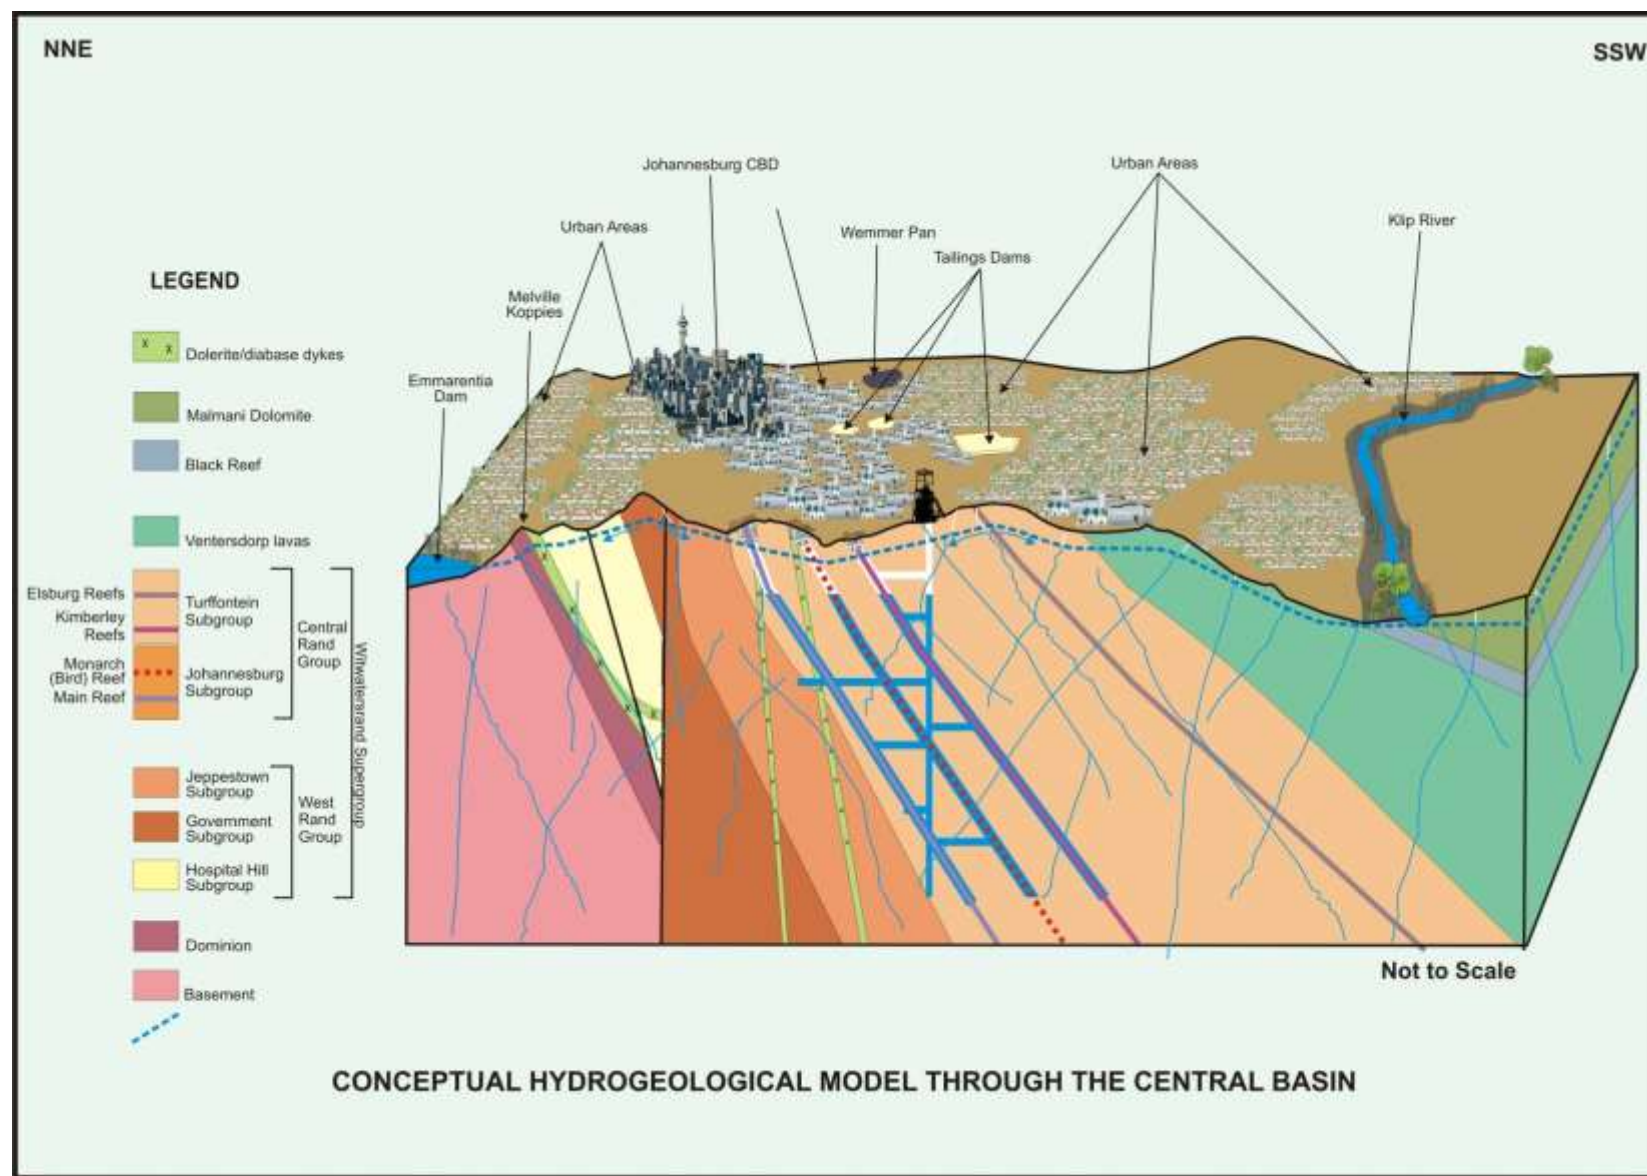 NNE
SSW
Johannesburg CBD
Urban Areas
Urban Areas
Wemmer Pan
Klip River
Tailings Dams
Melville
Koppies
Emmarentia
Dam
LEGEND
x x
Dolerite/diabase dykes
Malmani Dolomite
Black Reef
Ventersdorp lavas
Elsburg Reefs
Kimberley
Reefs
Turffontein
Subgroup
Monarch
(Bird) Reef
Main Reef
Johannesburg
Subgroup
Central
Rand
Group
Jeppestown
Subgroup
Government
Subgroup
Hospital Hill
Subgroup
West
Rand
Group
Witwatersrand Supergroup
Dominion
Basement
Not to Scale
CONCEPTUAL HYDROGEOLOGICAL MODEL THROUGH THE CENTRAL BASIN